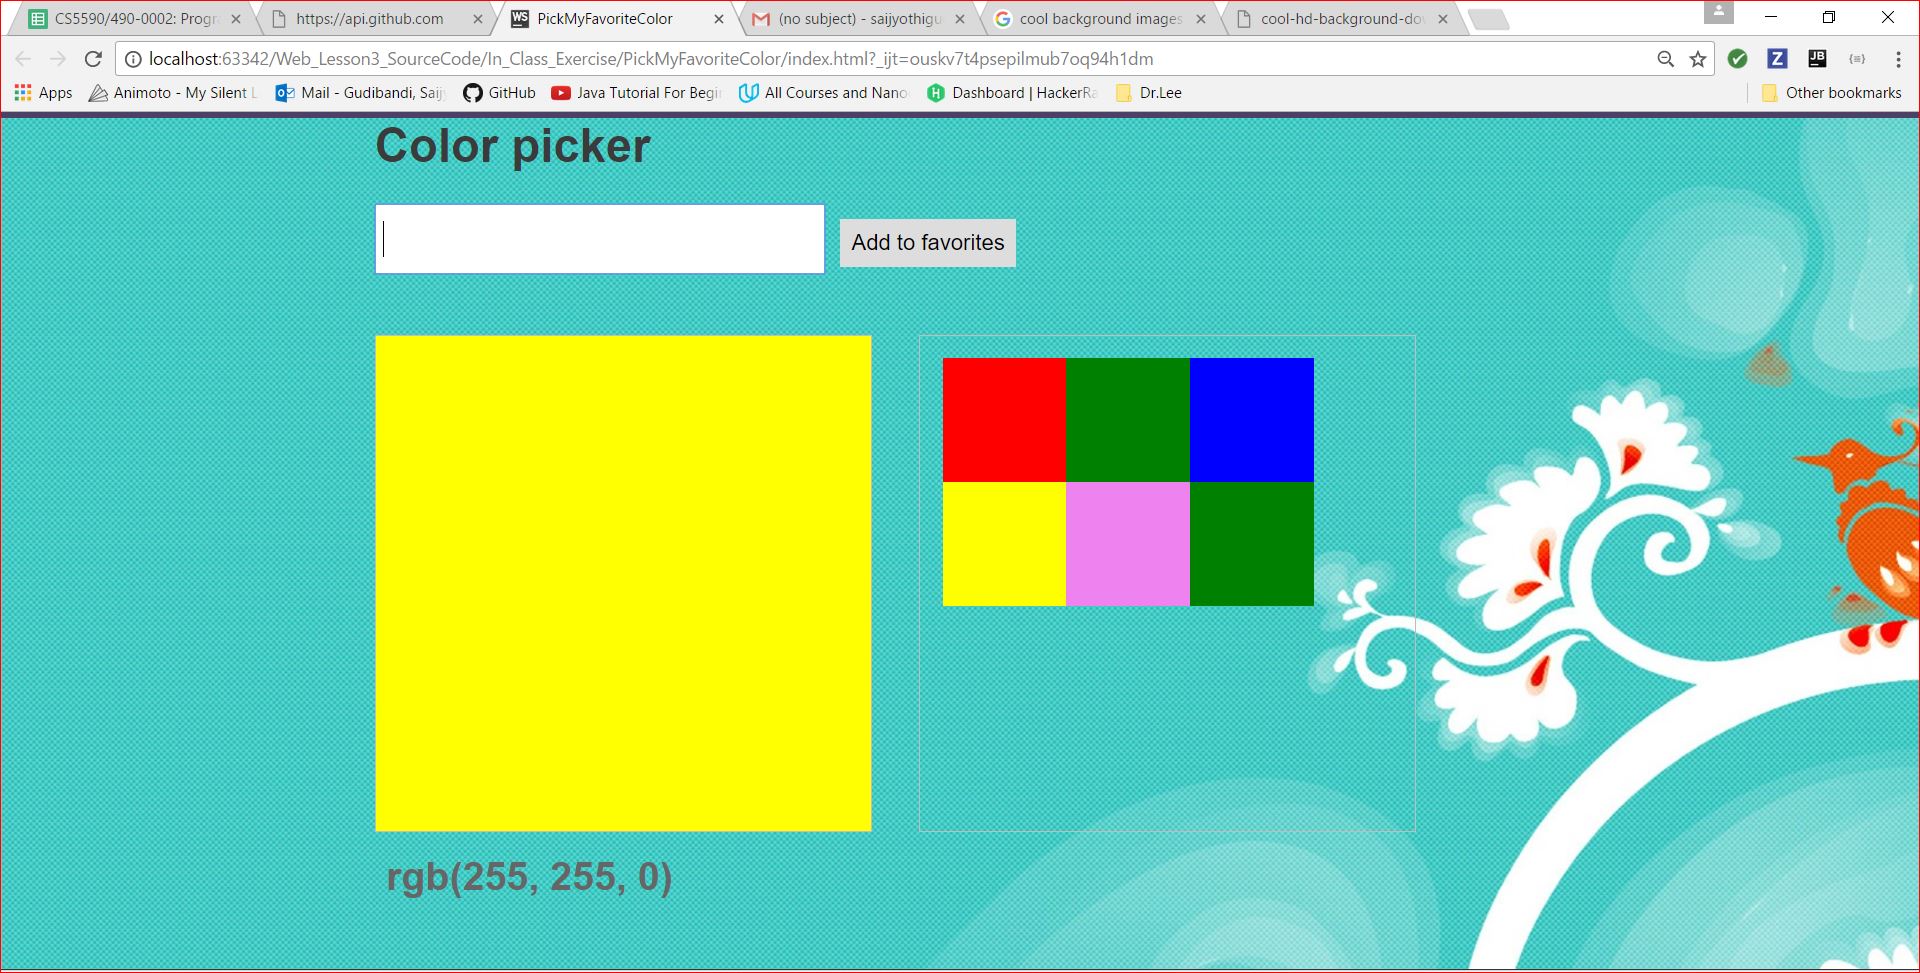 CS5590/490-0002: Progr
https://api.github.com
WS PickMyFavoriteColor
(no subject) - saijyothigu
cool background images
cool-hd-background-do
localhost:63342/Web_Lesson3_SourceCode/In_Class_Exercise/PickMyFavoriteColor/index.html?_ijt=ouskv7t4psepilmub7oq94h1dm
Z JB
Apps Animoto - My Silent Mail - Gudibandi, Sai GitHub Java Tutorial For Begi All Courses and Nano Dashboard | HackerRa Dr.Lee Other bookmarks
Color picker
Add to favorites
rgb(255, 255, 0)